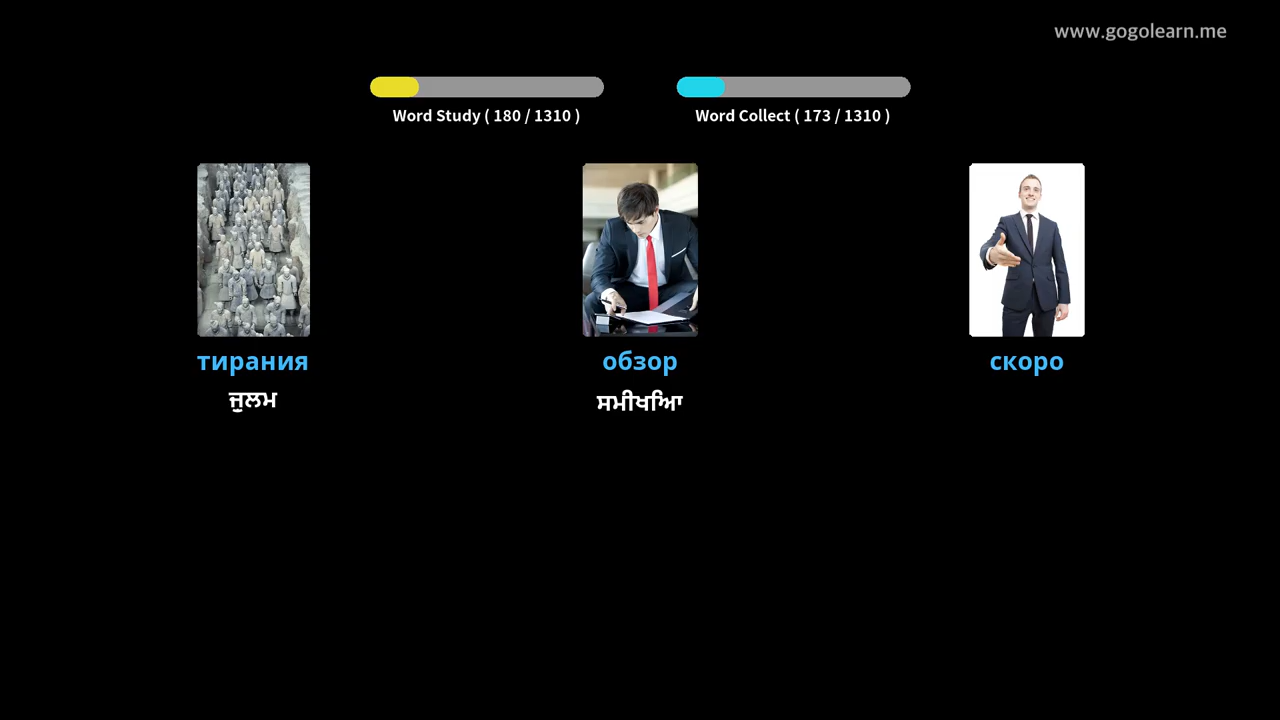 www.gogolearn.me
Word Study ( 180 / 1310 )
Word Collect ( 173 / 1310 )
тирания
обзор
скоро
ਜ਼ੁਲਮ
ਸਮੀਖਿਆ